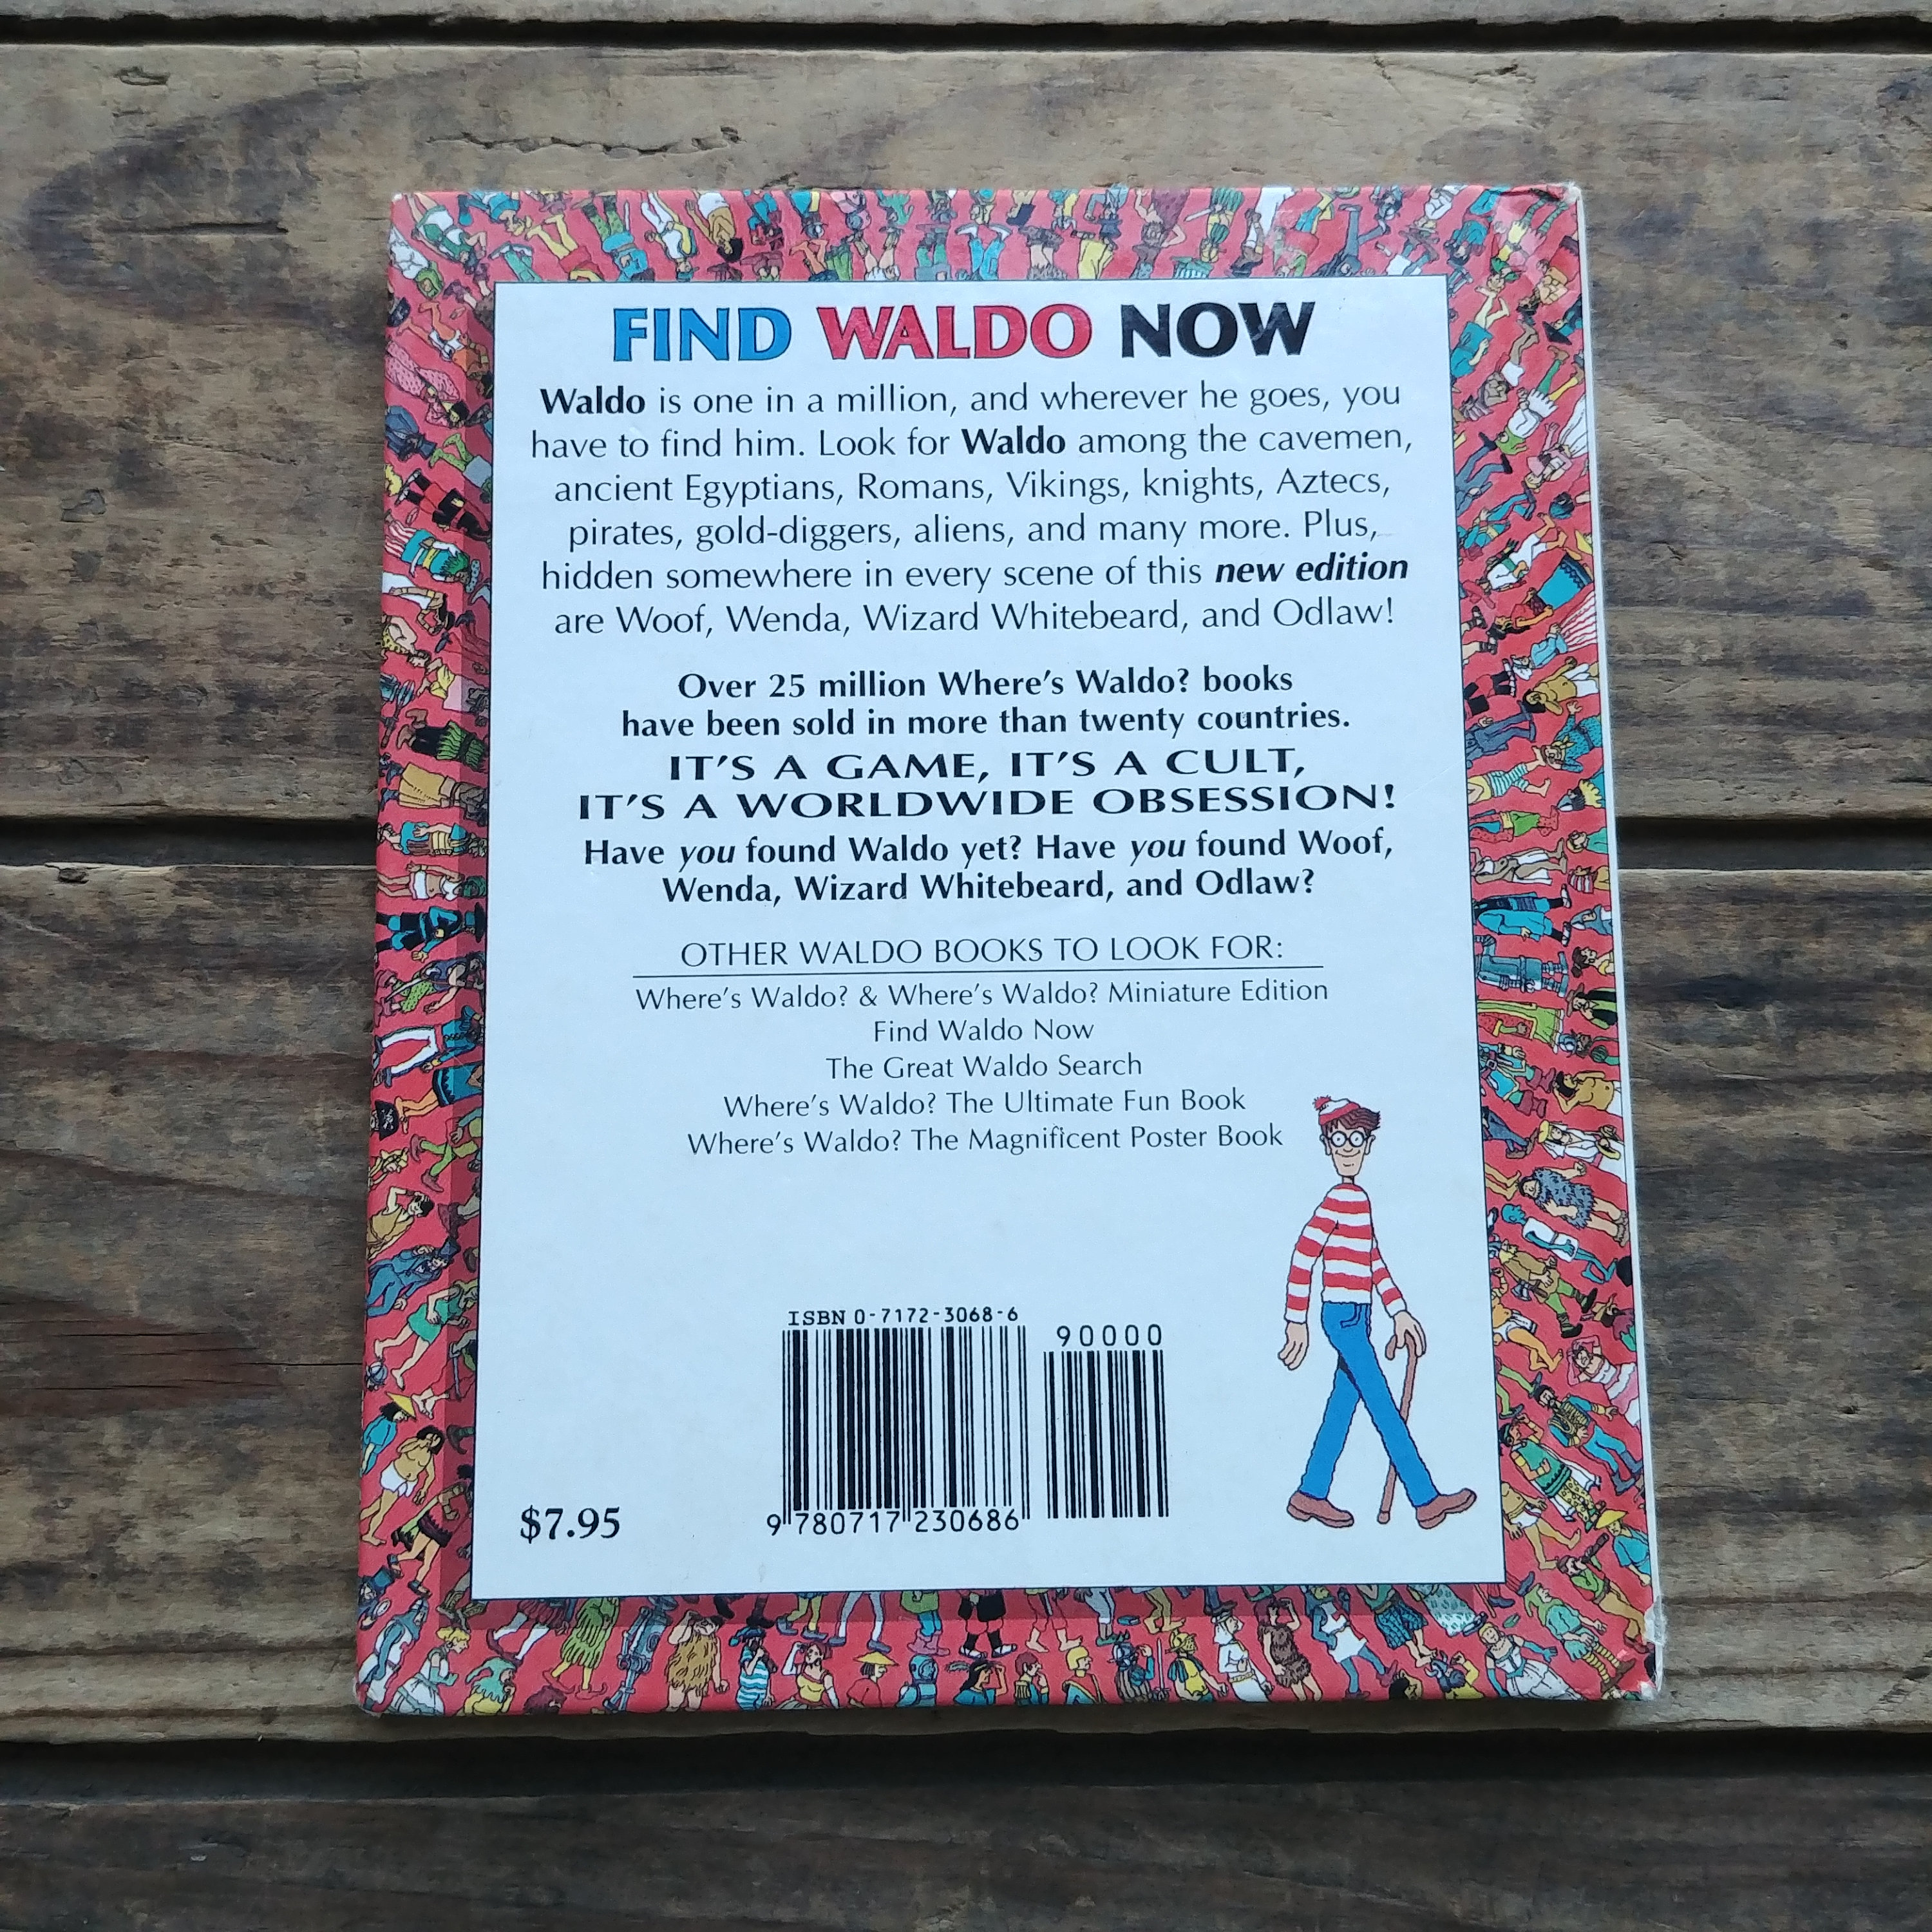 FIND WALDO NOW
Waldo is one in a million, and wherever he goes, you
have to find him. Look for Waldo among the cavemen,
ancient Egyptians, Romans, Vikings, knights, Aztecs,
pirates, gold-diggers, aliens, and many more. Plus,
hidden somewhere in every scene of this new edition
are Woof, Wenda, Wizard Whitebeard, and Odlaw!
Over 25 million Where's Waldo? books
have been sold in more than twenty countries.
IT'S A GAME, IT'S A CULT,
IT'S A WORLDWIDE OBSESSION!
Have you found Waldo yet? Have you found Woof,
Wenda, Wizard Whitebeard, and Odlaw?
OTHER WALDO BOOKS TO LOOK FOR:
Where's Waldo? & Where's Waldo? Miniature Edition
Find Waldo Now
The Great Waldo Search
Where's Waldo? The Ultimate Fun Book
Where's Waldo? The Magnificent Poster Book
ISBN 0-7172-3068-6
90000
9 780717 230686
$7.95